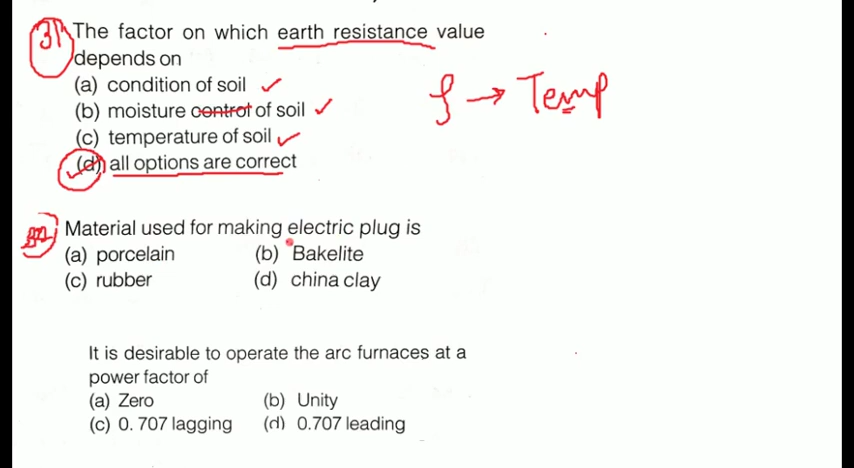 31 The factor on which earth resistance value
depends on
(a) condition of soil
(b) moisture control of soil
ρ → Temp
(c) temperature of soil
(d) all options are correct
32 Material used for making electric plug is
(a) porcelain (b) Bakelite
(c) rubber (d) china clay
It is desirable to operate the arc furnaces at a
power factor of
(a) Zero (b) Unity
(c) 0. 707 lagging (d) 0.707 leading